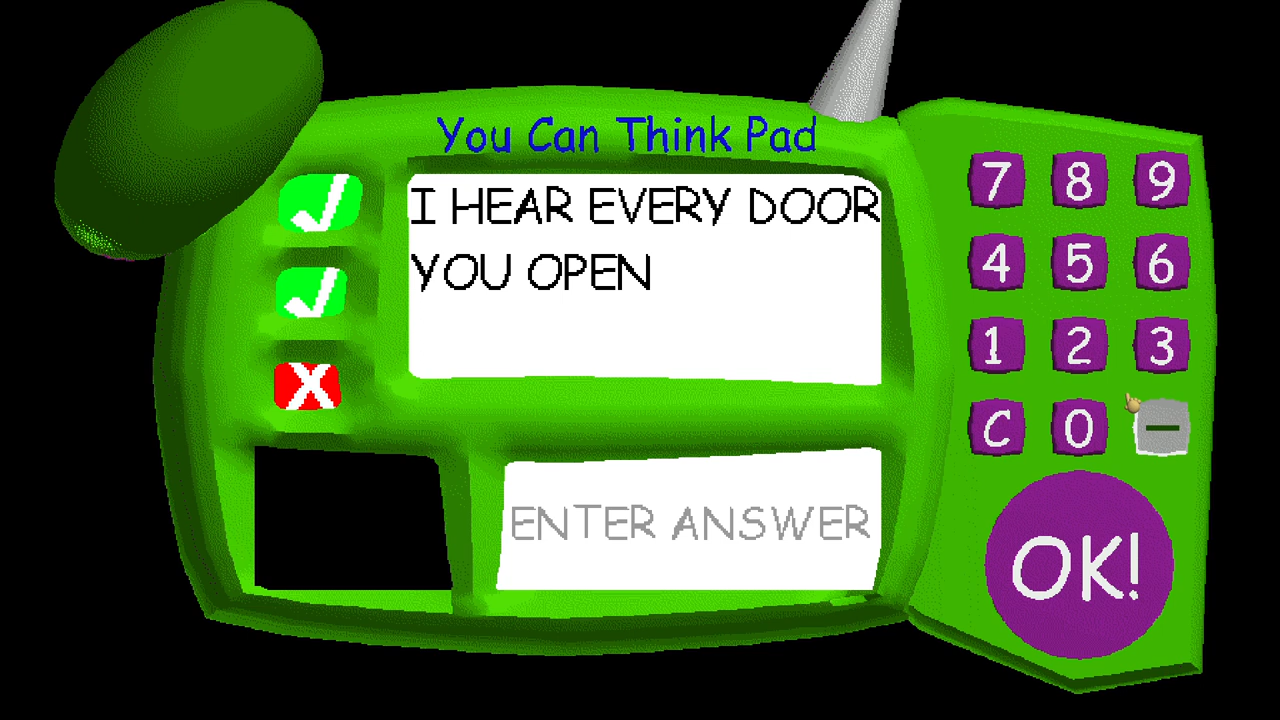 You Can Think Pad
I HEAR EVERY DOOR
YOU OPEN
ENTER ANSWER
7 8 9
4 5 6
1 2 3
C 0 -
OK!